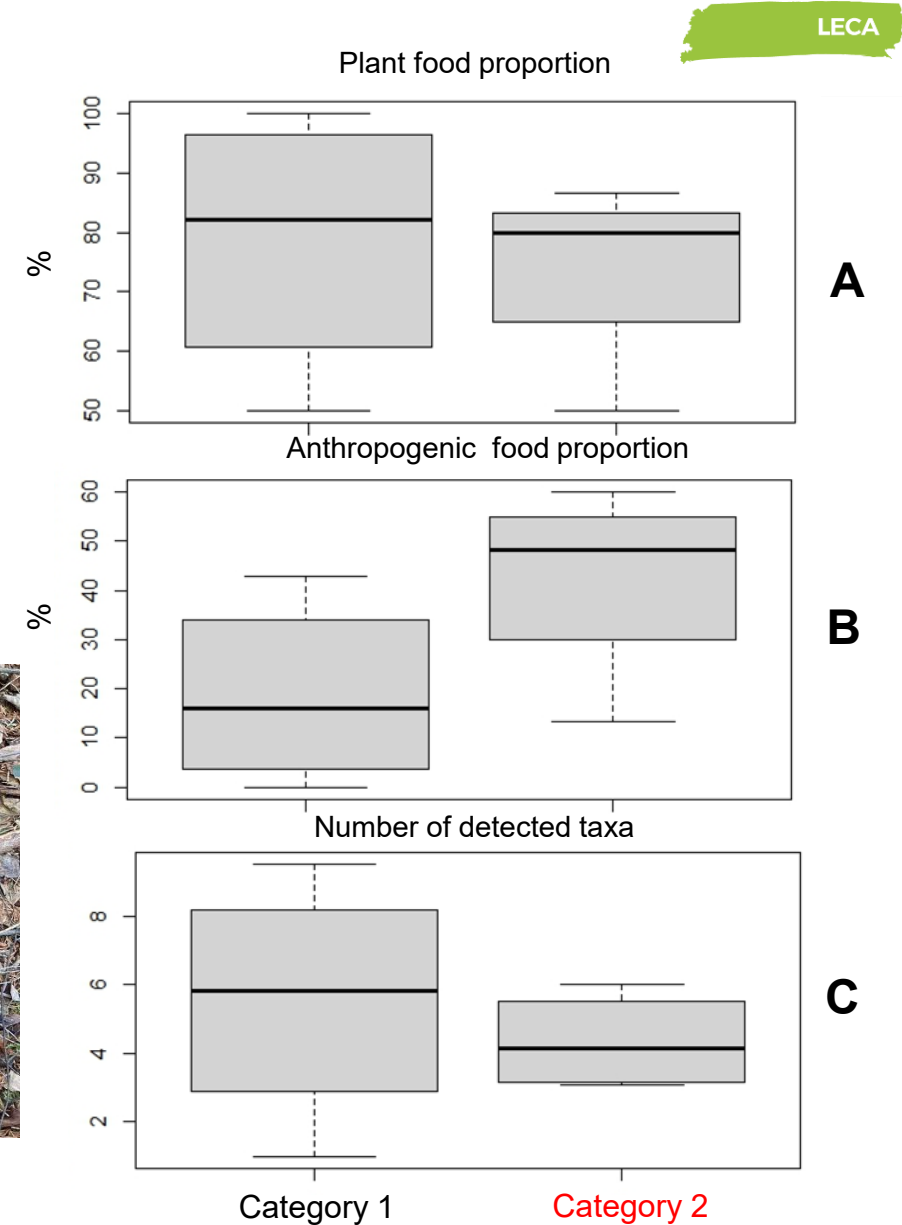 LECA
Plant food proportion
100
90
80
70
60
50
%
A
Anthropogenic  food proportion
60
50
40
30
20
10
0
%
B
Number of detected taxa
8
6
4
2
C
Category 1
Category 2